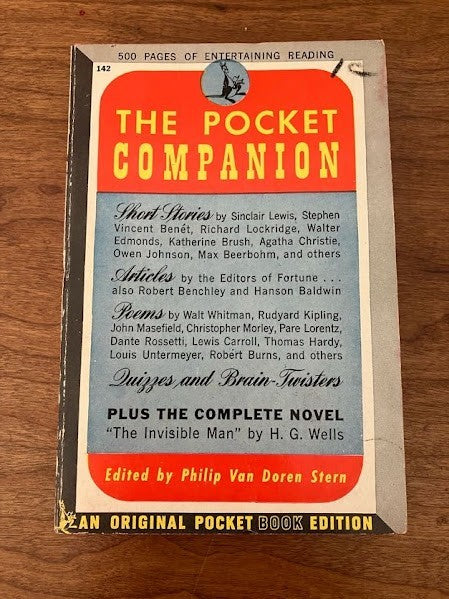 500 PAGES OF ENTERTAINING READING
142
THE POCKET
COMPANION
Short Stories by Sinclair Lewis, Stephen
Vincent Benét, Richard Lockridge, Walter
Edmonds, Katherine Brush, Agatha Christie,
Owen Johnson, Max Beerbohm, and others
Articles by the Editors of Fortune . . .
also Robert Benchley and Hanson Baldwin
Poems by Walt Whitman, Rudyard Kipling,
John Masefield, Christopher Morley, Pare Lorentz,
Dante Rossetti, Lewis Carroll, Thomas Hardy,
Louis Untermeyer, Robert Burns, and others
Quizzes and Brain-Twisters
PLUS THE COMPLETE NOVEL
"The Invisible Man" by H. G. Wells
Edited by Philip Van Doren Stern
AN ORIGINAL POCKET BOOK EDITION